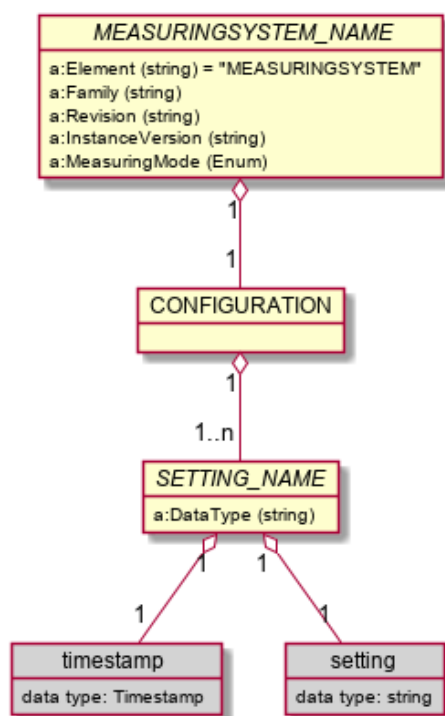 MEASURINGSYSTEM_NAME
a:Element (string) = "MEASURINGSYSTEM"
a:Family (string)
a:Revision (string)
a:InstanceVersion (string)
a:MeasuringMode (Enum)
1
1
CONFIGURATION
1
1..n
SETTING_NAME
a:DataType (string)
1
1
1
1
timestamp
data type: Timestamp
setting
data type: string